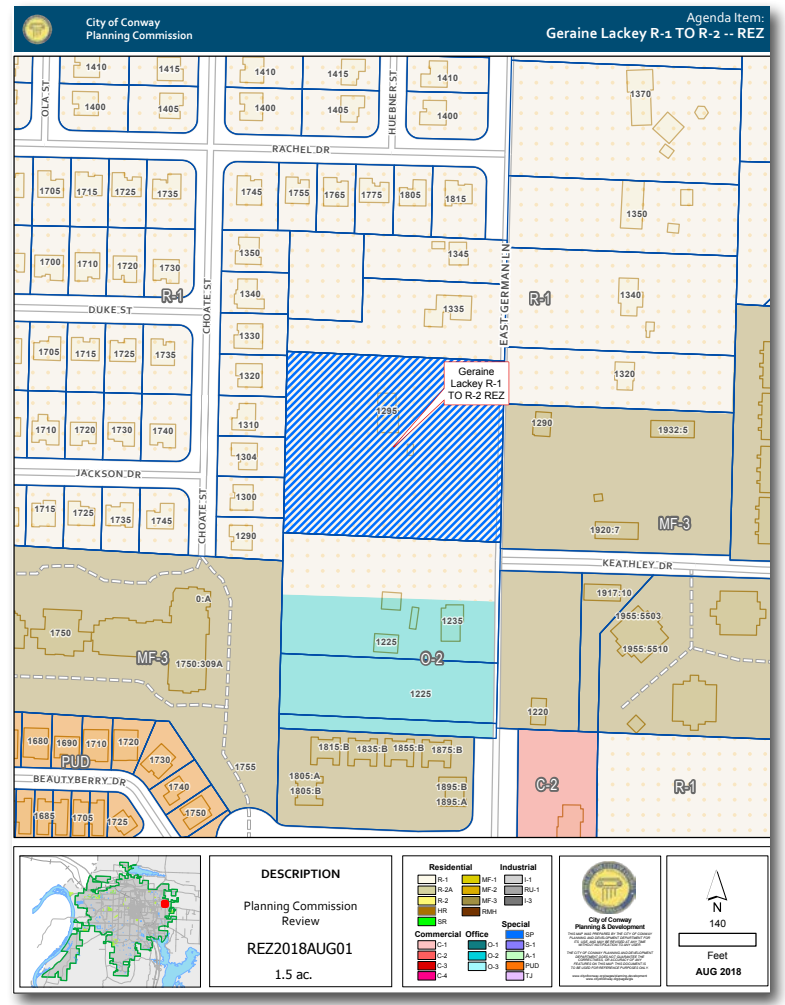 City of Conway
Planning Commission
Agenda Item:
Geraine Lackey R-1 TO R-2 -- REZ
OLA ST
1410
1415
1410
1415
HUEBNER ST
1410
1370
1400
1405
1400
1405
1400
RACHEL DR
1705
1715
1725
1735
1745
1755
1765
1775
1805
1815
1350
1350
1345
EAST GERMAN LN
1700
1710
1720
1730
R-1
CHOATE ST
1340
1335
R-1
1340
DUKE ST
1330
1705
1715
1725
1735
1320
Geraine
Lackey R-1
TO R-2 REZ
1320
1295
1310
1290
1932:5
1710
1720
1730
1740
1304
JACKSON DR
1300
1715
1725
1735
1745
CHOATE ST
1290
1920:7
MF-3
KEATHLEY DR
0:A
1917:10
1750
MF-3
1750:309A
1235
1225
O-2
1955:5503
1955:5510
1225
1220
1680
1690
1710
1720
PUD
1730
1755
1815:B
1835:B
1855:B
1875:B
BEAUTYBERRY DR
1740
1805:A
1805:B
1895:B
1895:A
C-2
R-1
1685
1705
1725
1750
DESCRIPTION
Planning Commission
Review
REZ2018AUG01
1.5 ac.
Residential
R-1
R-2A
R-2
HR
SR
MF-1
MF-2
MF-3
RMH
Industrial
I-1
RU-1
I-3
Commercial
C-1
C-2
C-3
C-4
Office
O-1
O-2
O-3
Special
SP
S-1
A-1
PUD
TJ
City of Conway
Planning & Development
N
140
Feet
AUG 2018